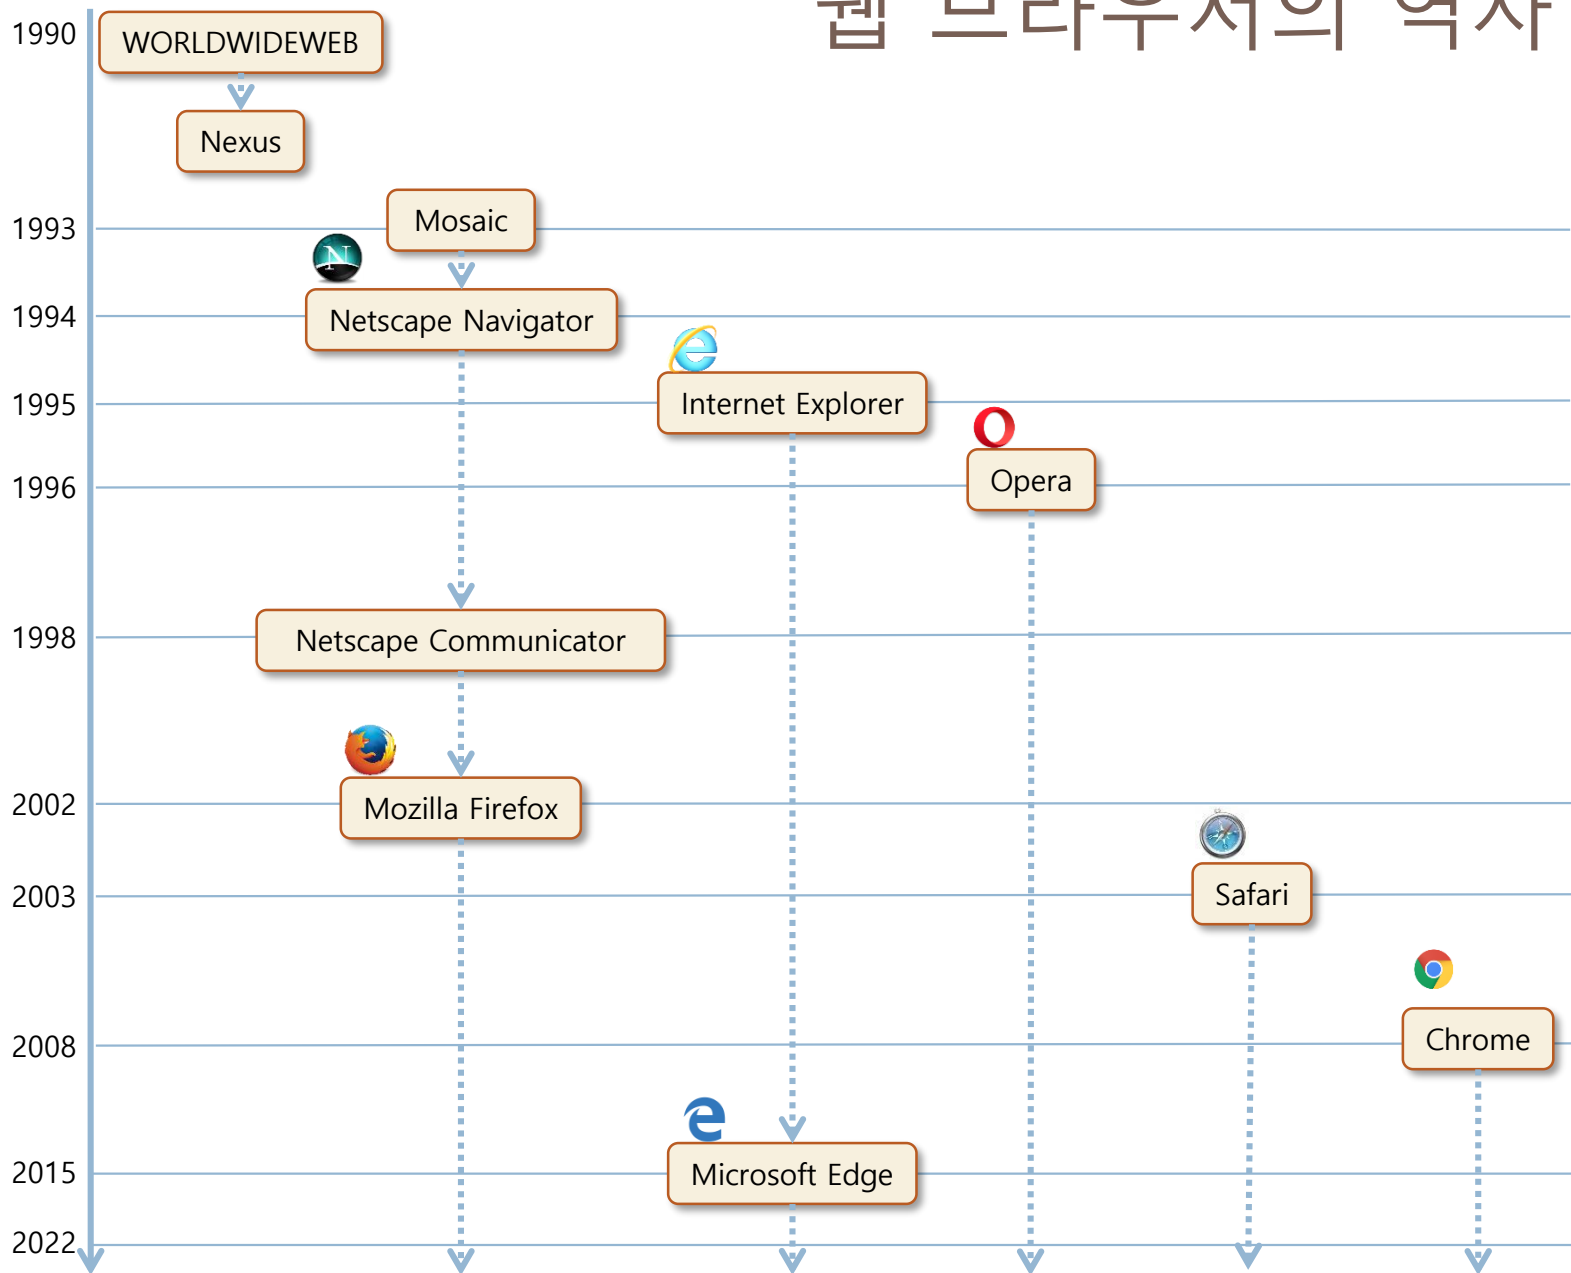 웹 브라우저의 역사
1990
WORLDWIDEWEB
Nexus
1993
Mosaic
N
1994
Netscape Navigator
1995
Internet Explorer
1996
Opera
1998
Netscape Communicator
2002
Mozilla Firefox
2003
Safari
2008
Chrome
2015
Microsoft Edge
2022